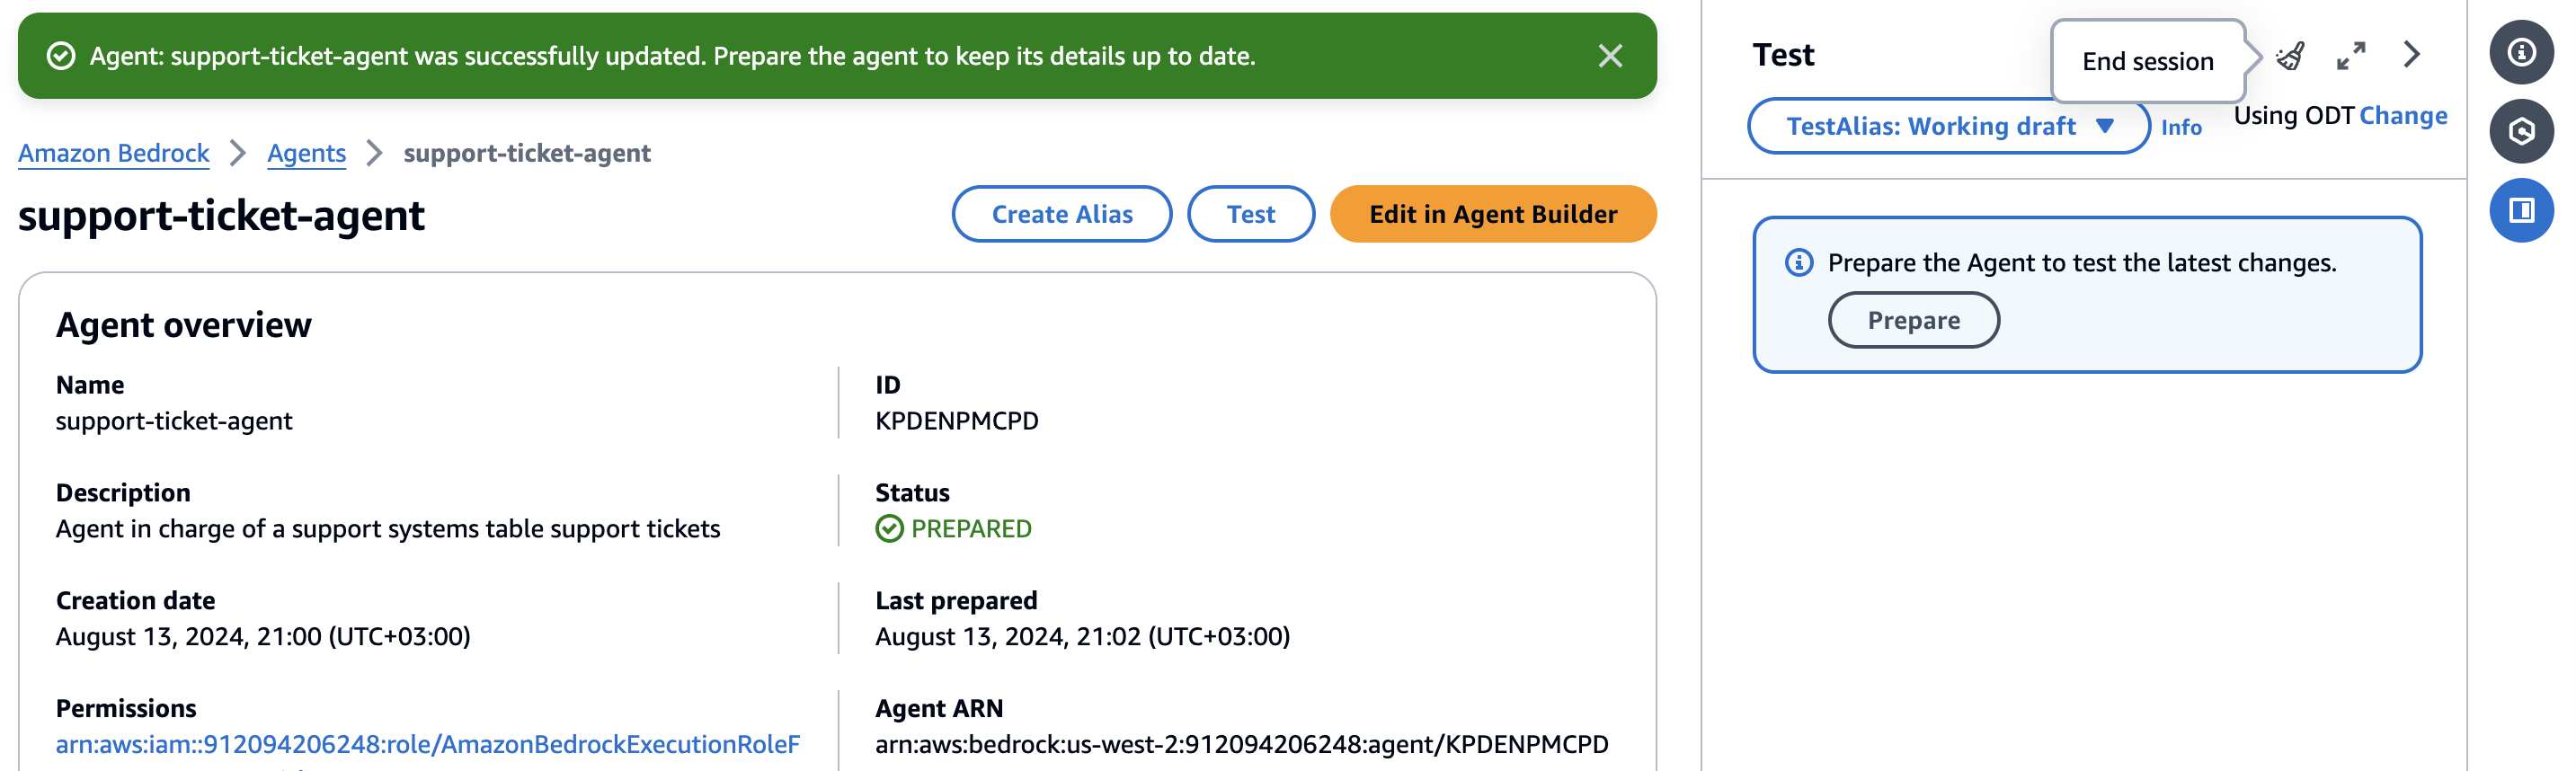 Agent: support-ticket-agent was successfully updated. Prepare the agent to keep its details up to date.
Amazon Bedrock
Agents
support-ticket-agent
support-ticket-agent
Create Alias
Test
Edit in Agent Builder
Agent overview
Name
support-ticket-agent
ID
KPDENPMCPD
Description
Agent in charge of a support systems table support tickets
Status
PREPARED
Creation date
August 13, 2024, 21:00 (UTC+03:00)
Last prepared
August 13, 2024, 21:02 (UTC+03:00)
Permissions
arn:aws:iam::912094206248:role/AmazonBedrockExecutionRoleF
Agent ARN
arn:aws:bedrock:us-west-2:912094206248:agent/KPDENPMCPD
Test
End session
TestAlias: Working draft
Info
Using ODT Change
Prepare the Agent to test the latest changes.
Prepare